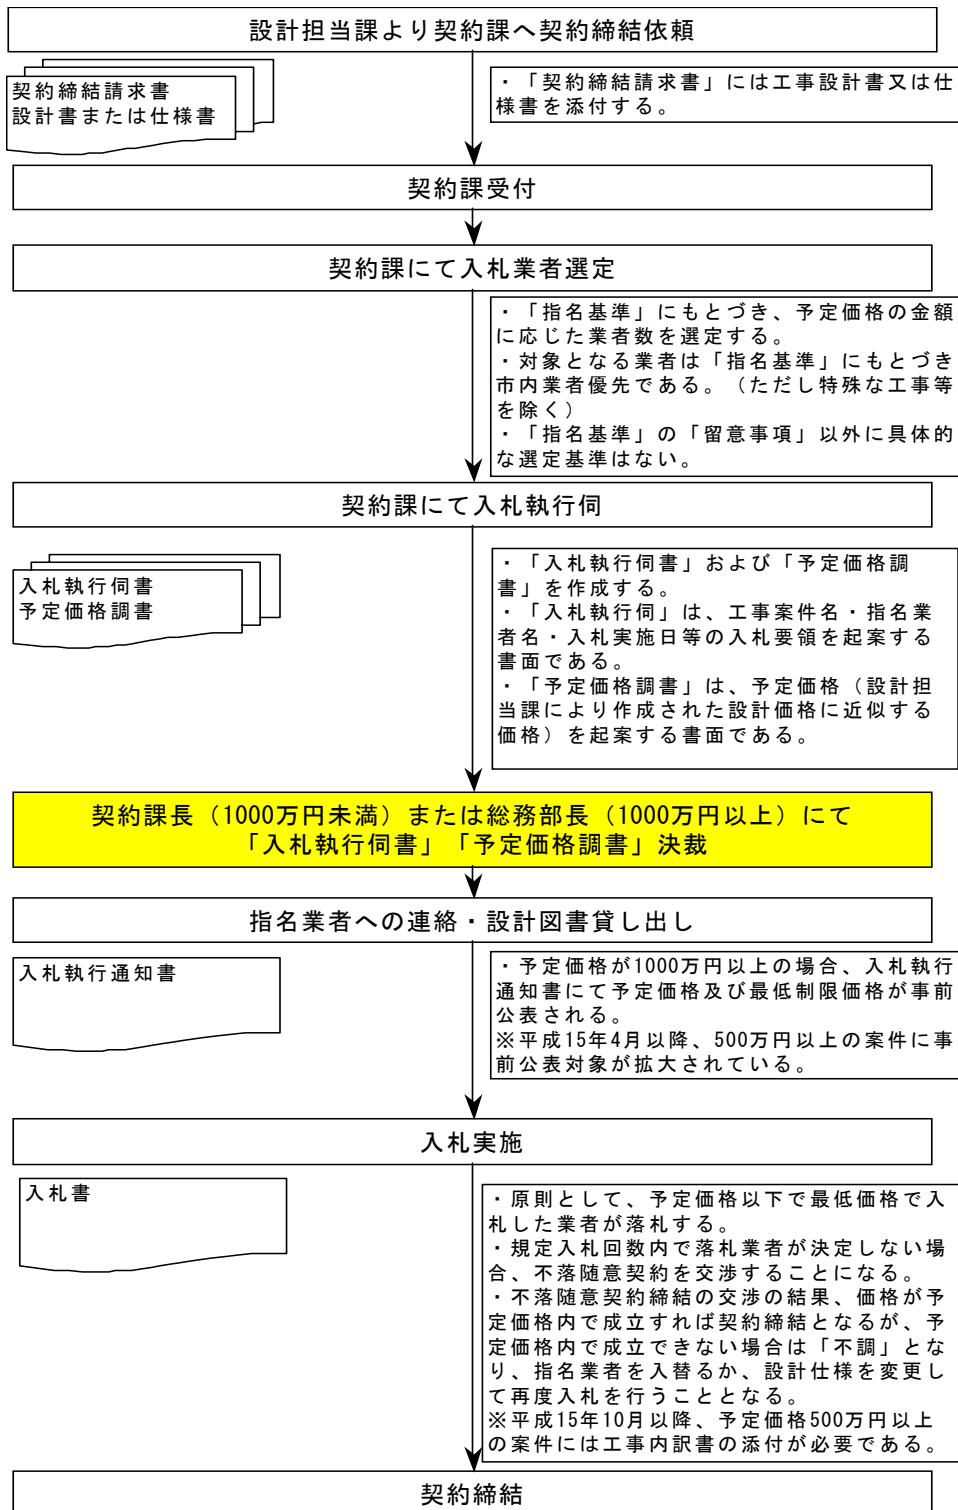 設計担当課より契約課へ契約締結依頼
契約締結請求書
設計書または仕様書
・「契約締結請求書」には工事設計書又は仕
様書を添付する。
契約課受付
契約課にて入札業者選定
・「指名基準」にもとづき、予定価格の金額
に応じた業者数を選定する。
・対象となる業者は「指名基準」にもとづき
市内業者優先である。（ただし特殊な工事等
を除く）
・「指名基準」の「留意事項」以外に具体的
な選定基準はない。
契約課にて入札執行伺
入札執行伺書
予定価格調書
・「入札執行伺書」および「予定価格調
書」を作成する。
・「入札執行伺」は、工事案件名・指名業
者名・入札実施日等の入札要領を起案する
書面である。
・「予定価格調書」は、予定価格（設計担
当課により作成された設計価格に近似する
価格）を起案する書面である。
契約課長（1000万円未満）または総務部長（1000万円以上）にて
「入札執行伺書」「予定価格調書」決裁
指名業者への連絡・設計図書貸し出し
入札執行通知書
・予定価格が1000万円以上の場合、入札執行
通知書にて予定価格及び最低制限価格が事前
公表される。
※平成15年4月以降、500万円以上の案件に事
前公表対象が拡大されている。
入札実施
入札書
・原則として、予定価格以下で最低価格で入
札した業者が落札する。
・規定入札回数内で落札業者が決定しない場
合、不落随意契約を交渉することになる。
・不落随意契約締結の交渉の結果、価格が予
定価格内で成立すれば契約締結となるが、予
定価格内で成立できない場合は「不調」とな
り、指名業者を入替るか、設計仕様を変更し
て再度入札を行うこととなる。
※平成15年10月以降、予定価格500万円以上
の案件には工事内訳書の添付が必要である。
契約締結